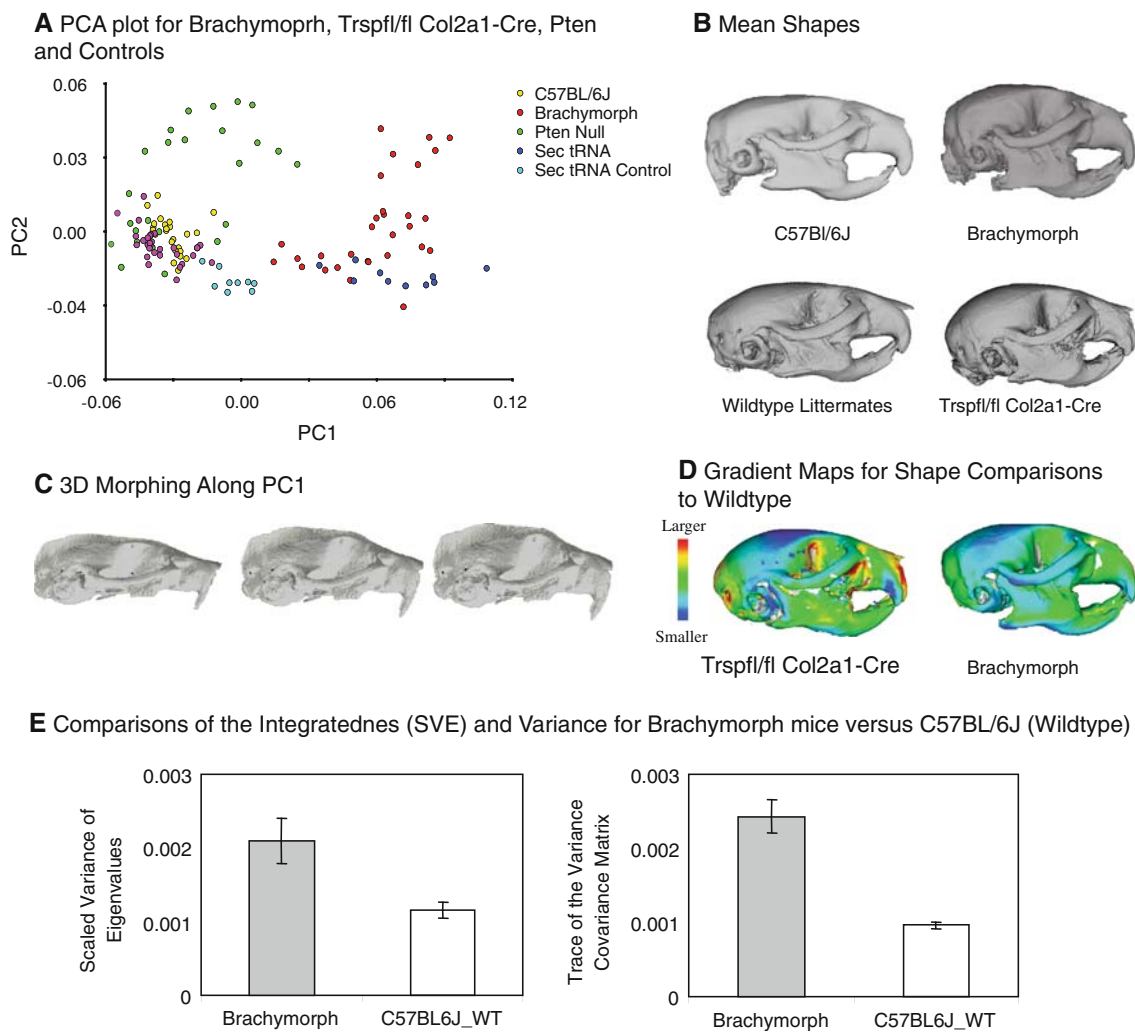 A PCA plot for Brachymoprh, Trspfl/fl Col2a1-Cre, Pten
and Controls
0.06
0.03
0.00
-0.04
-0.06
PC2
-0.06
0.00
0.06
0.12
PC1
C57BL/6J
Brachymorph
Pten Null
Sec tRNA
Sec tRNA Control
B Mean Shapes
C57Bl/6J
Brachymorph
Wildtype Littermates
Trspfl/fl Col2a1-Cre
C 3D Morphing Along PC1
D Gradient Maps for Shape Comparisons
to Wildtype
Larger
Smaller
Trspfl/fl Col2a1-Cre
Brachymorph
E Comparisons of the Integratednes (SVE) and Variance for Brachymorph mice versus C57BL/6J (Wildtype)
Scaled Variance of
Eigenvalues
0.003
0.002
0.001
0
Brachymorph
C57BL6J_WT
Trace of the Variance
Covariance Matrix
0.003
0.002
0.001
0
Brachymorph
C57BL6J_WT